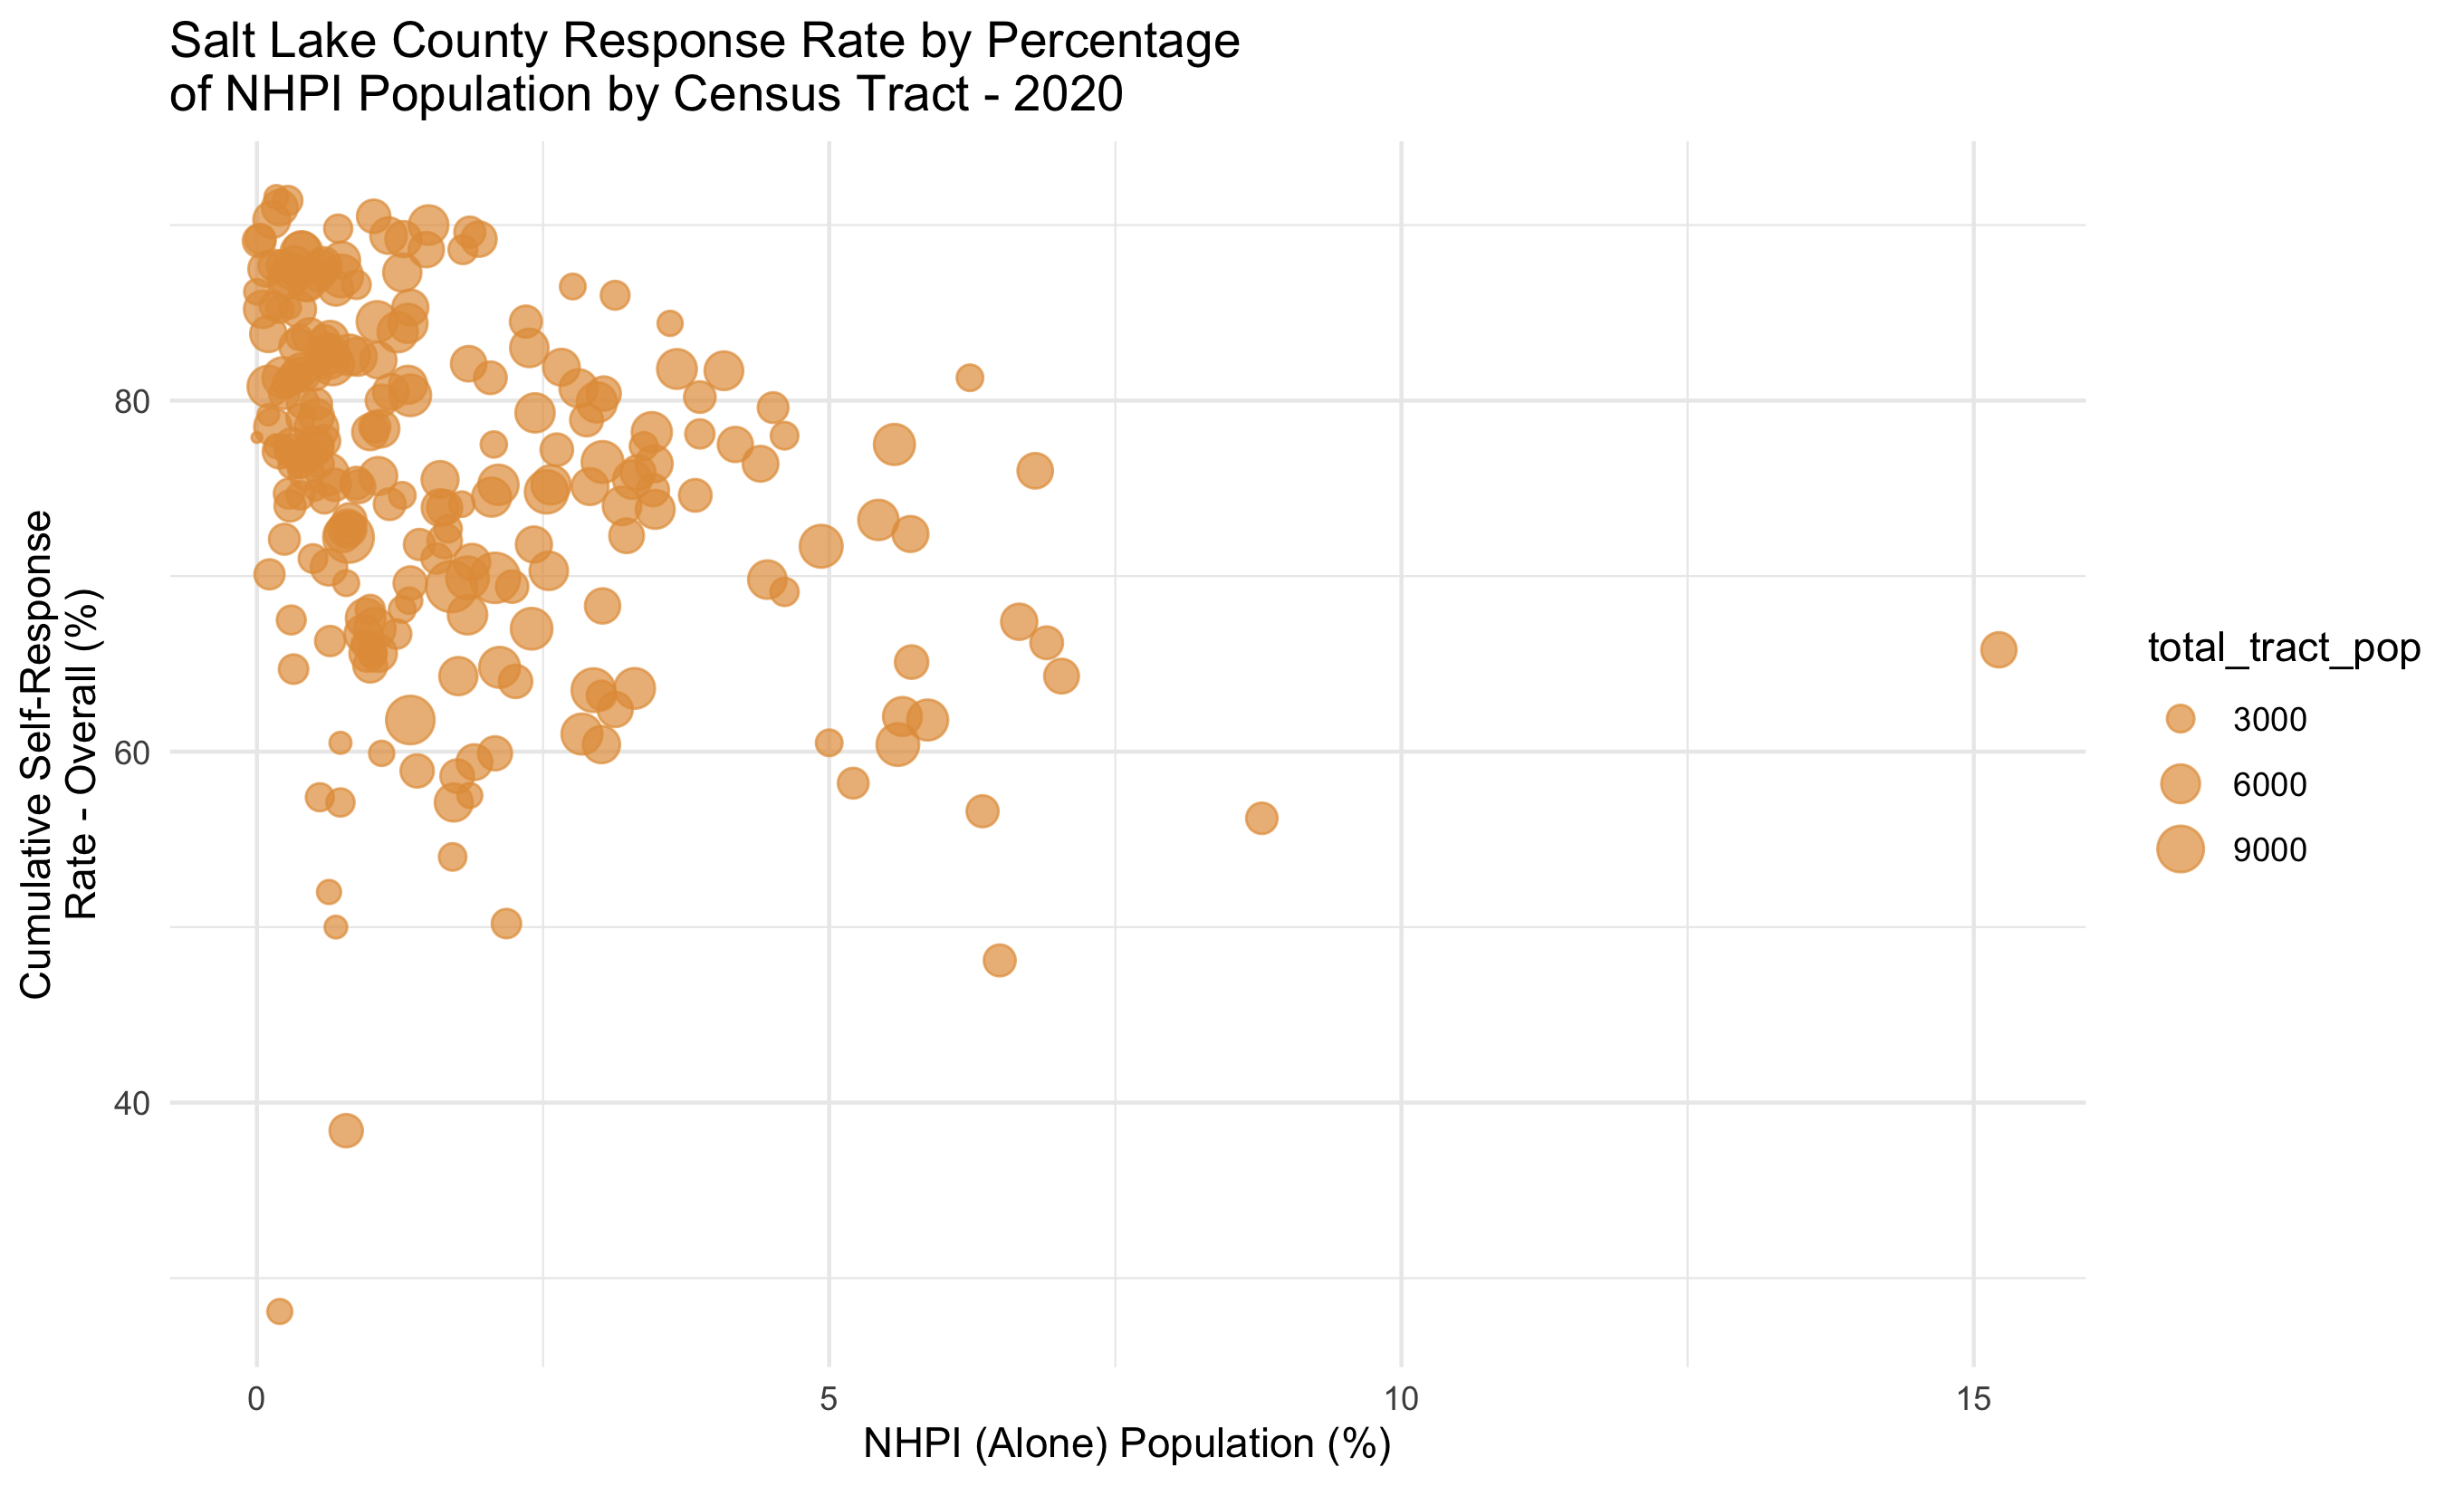 Salt Lake County Response Rate by Percentage
of NHPI Population by Census Tract - 2020
Cumulative Self-Response
Rate - Overall (%)
80
60
40
0
5
10
15
NHPI (Alone) Population (%)
total_tract_pop
3000
6000
9000